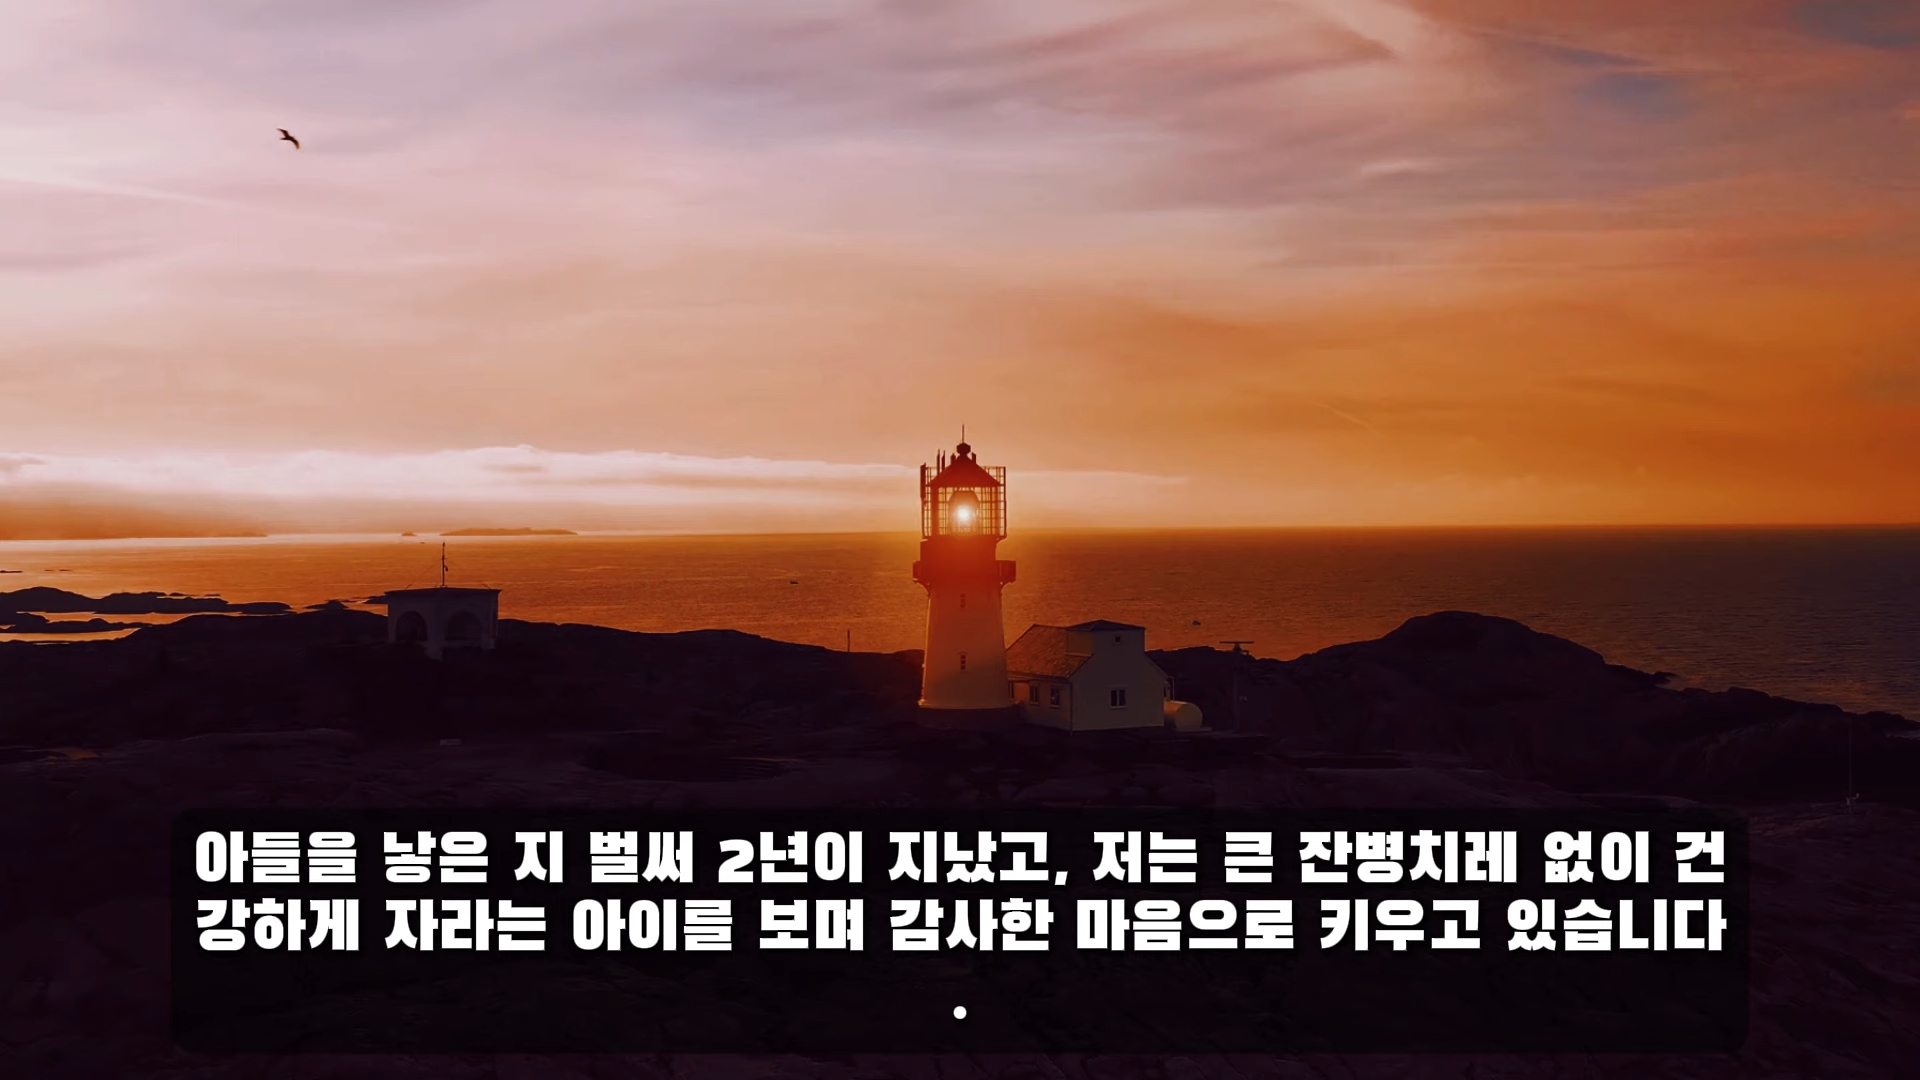 아들을 낳은 지 벌써 2년이 지났고, 저는 큰 잔병치레 없이 건
강하게 자라는 아이를 보며 감사한 마음으로 키우고 있습니다
.